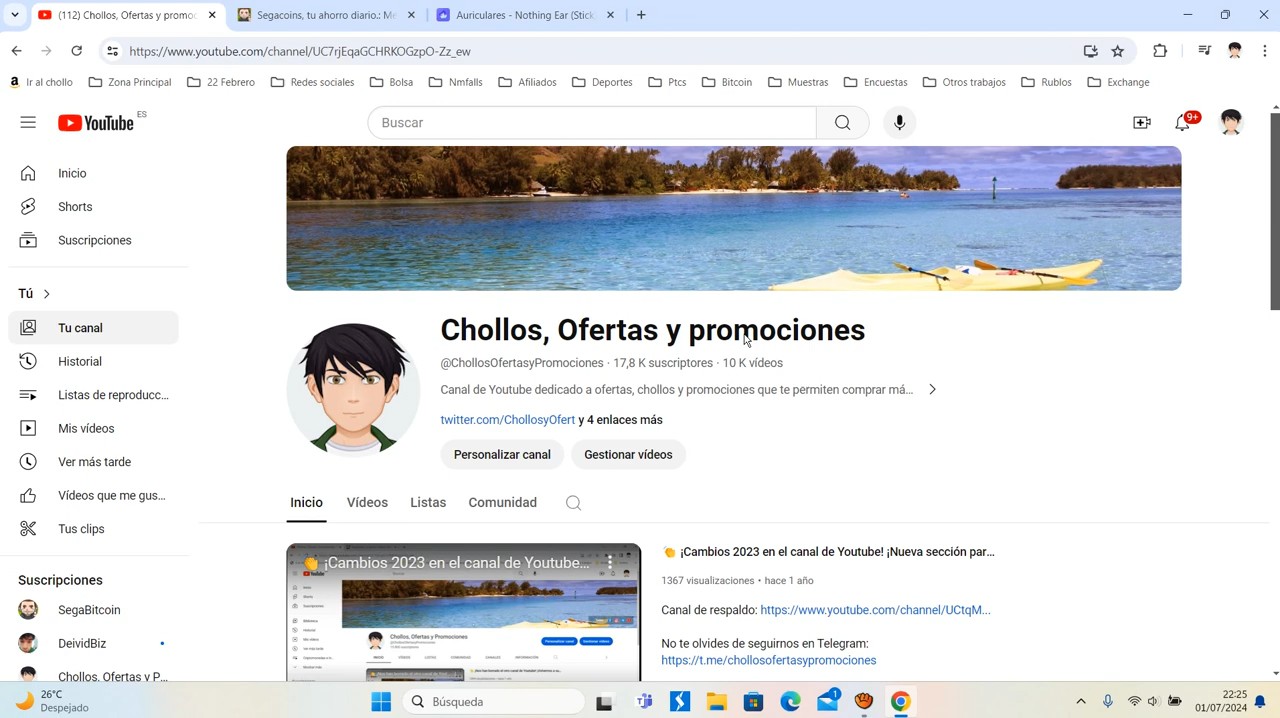 (112) Chollos, Ofertas y promoc
Segacoins, tu ahorro diario.: Me
Auriculares - Nothing Ear (Stick
https://www.youtube.com/channel/UC7rjEqaGCHRKOGzpO-Zz_ew
Ir al chollo
Zona Principal
22 Febrero
Redes sociales
Bolsa
Nmfalls
Afiliados
Deportes
Ptcs
Bitcoin
Muestras
Encuestas
Otros trabajos
Rublos
Exchange
YouTube ES
Buscar
9+
Inicio
Shorts
Suscripciones
Tú
Tu canal
Historial
Listas de reproducc...
Mis vídeos
Ver más tarde
Vídeos que me gus...
Tus clips
Suscripciones
SegaBitcoin
DeividBiz
Chollos, Ofertas y promociones
@ChollosOfertasyPromociones · 17,8 K suscriptores · 10 K vídeos
Canal de Youtube dedicado a ofertas, chollos y promociones que te permiten comprar má...
twitter.com/ChollosyOfert y 4 enlaces más
Personalizar canal
Gestionar vídeos
Inicio
Vídeos
Listas
Comunidad
¡Cambios 2023 en el canal de Youtube...
Chollos, Ofertas y Promociones
¡Cambios 2023 en el canal de Youtube! ¡Nueva sección par...
1367 visualizaciones • hace 1 año
Canal de respaldo: https://www.youtube.com/channel/UCtqM...
No te olvides de seguirnos en Telegram:
https://t.me/chollosofertasypromociones
26°C
Despejado
Búsqueda
1
22:25
01/07/2024